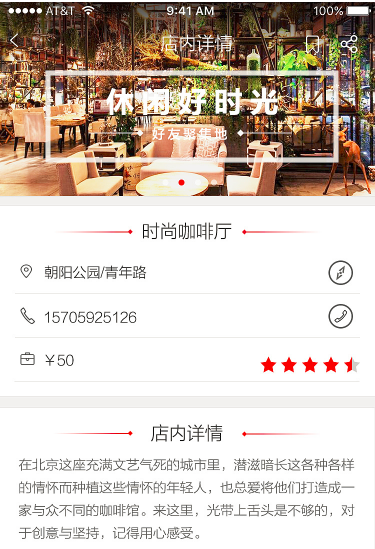 AT&T 9:41 AM 100%
店内详情
休闲好时光
好友聚集地
时尚咖啡厅
朝阳公园/青年路
15705925126
￥50
店内详情
在北京这座充满文艺气死的城市里，潜滋暗长这各种各样
的情怀而种植这些情怀的年轻人，也总爱将他们打造成一
家与众不同的咖啡馆。来这里，光带上舌头是不够的，对
于创意与坚持，记得用心感受。